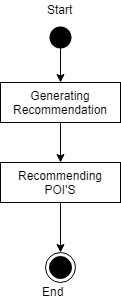 Start
Generating
Recommendation
Recommending
POI'S
End